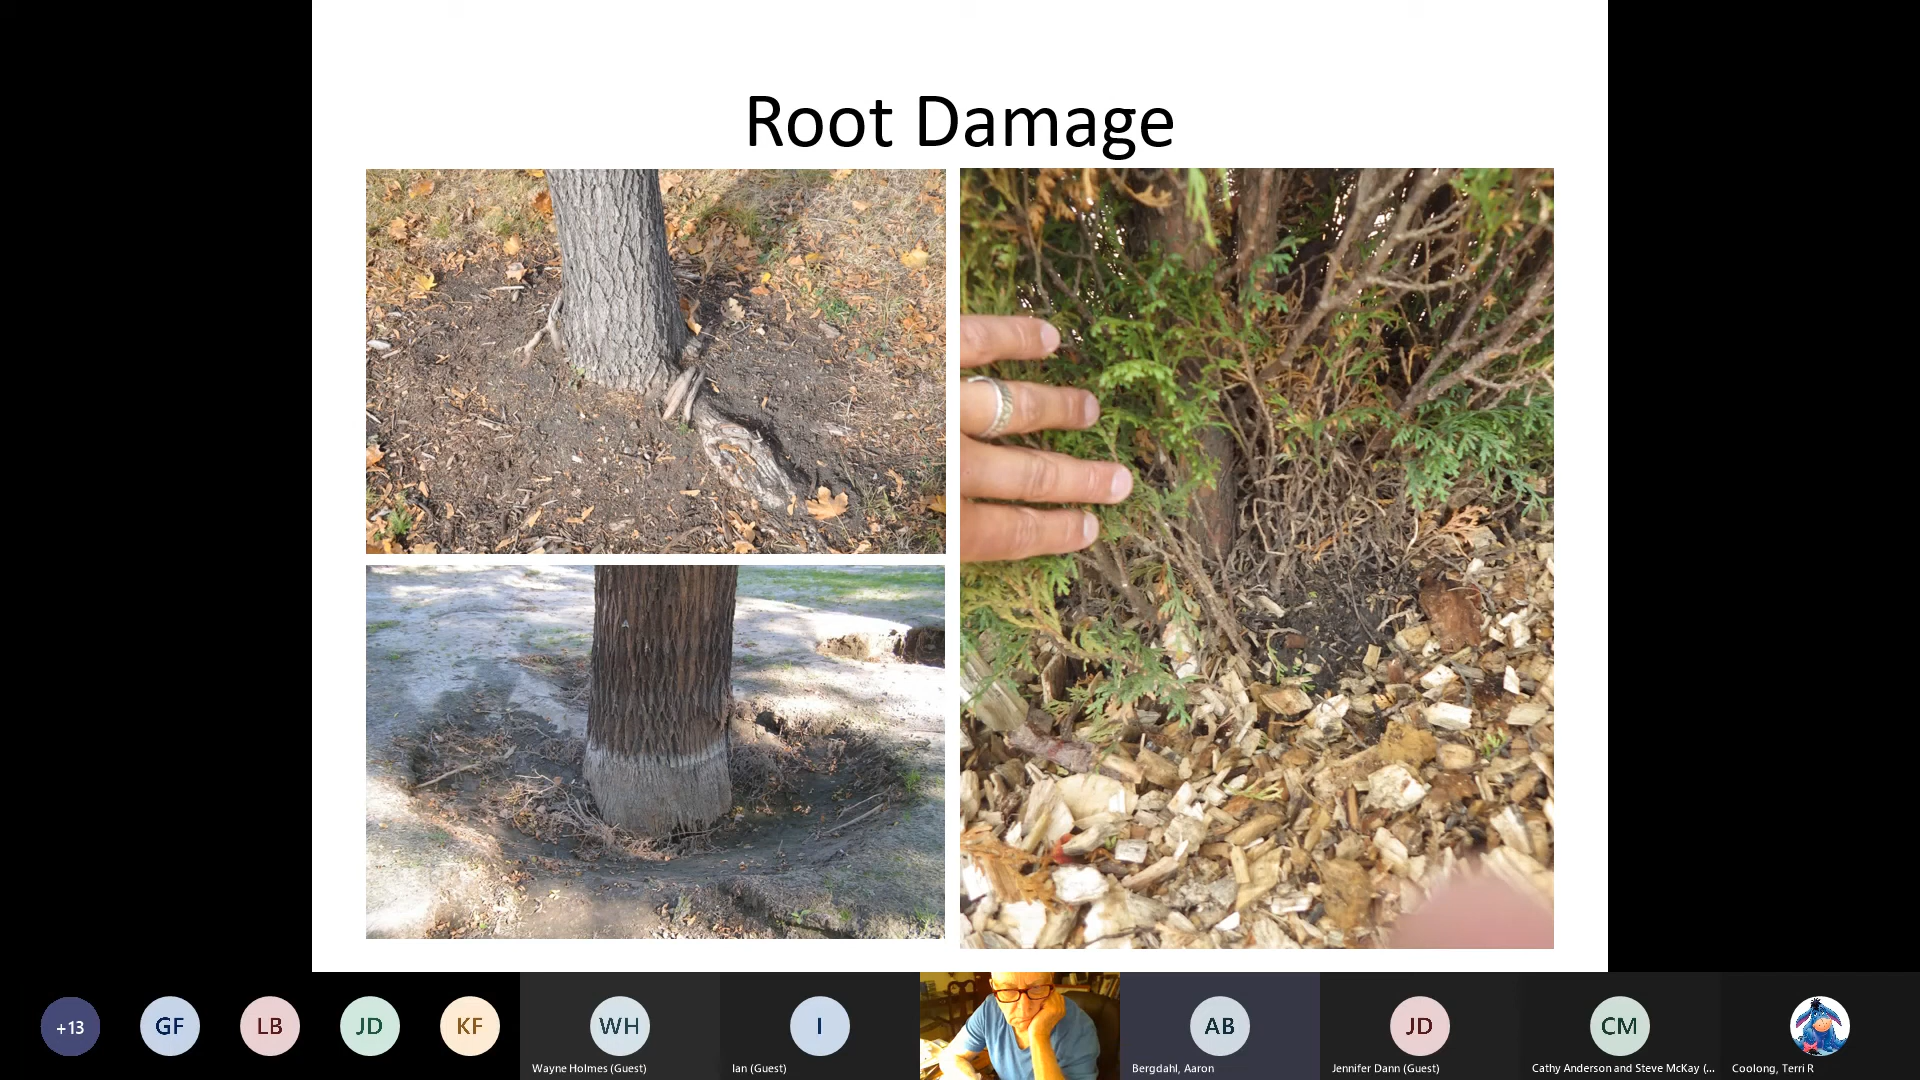 Root Damage
+13
GF
LB
JD
KF
WH
I
AB
JD
CM
Wayne Holmes (Guest)
Ian (Guest)
Bergdahl, Aaron
Jennifer Dann (Guest)
Cathy Anderson and Steve McKay (...
Coolong, Terri R